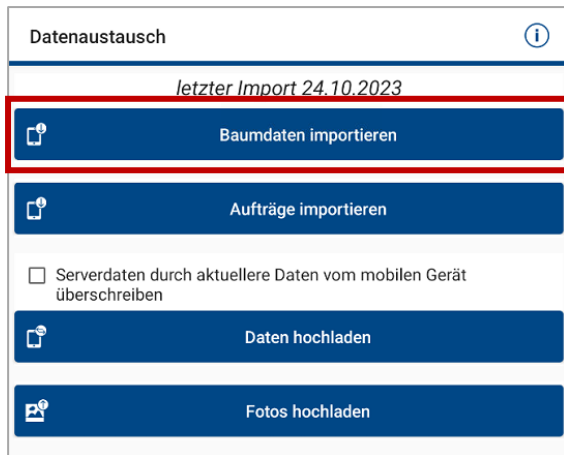 Datenaustausch
letzter Import 24.10.2023
Baumdaten importieren
Aufträge importieren
Serverdaten durch aktuellere Daten vom mobilen Gerät
überschreiben
Daten hochladen
Fotos hochladen